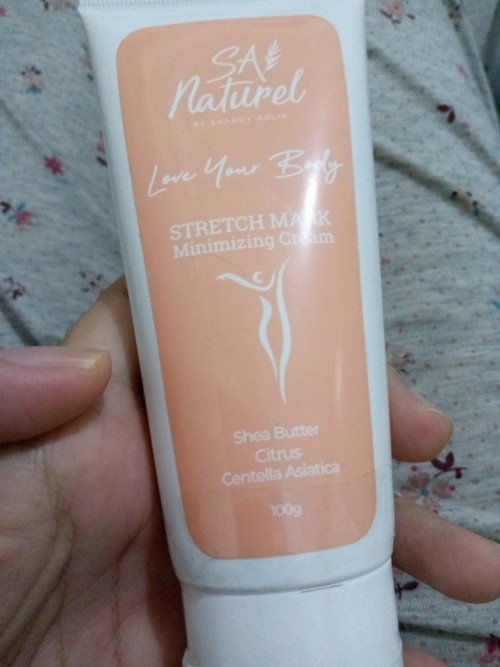 SA
Naturel
BY SHANDY AULIA
Love Your Body
STRETCH MARK
Minimizing Cream
Shea Butter
Citrus
Centella Asiatica
100g